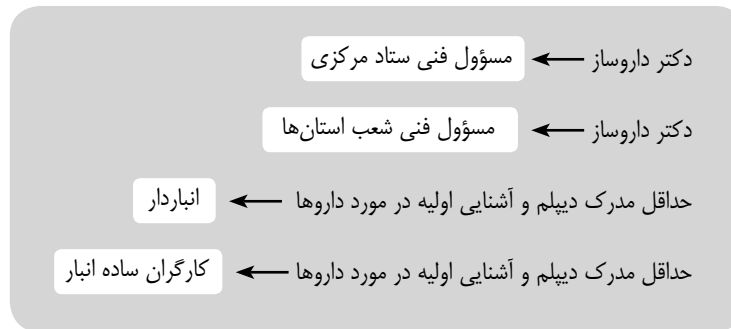 دکتر داروساز ← مسؤول فنی ستاد مرکزی
دکتر داروساز ← مسؤول فنی شعب استان‌ها
حداقل مدرک دیپلم و آشنایی اولیه در مورد داروها ← انباردار
حداقل مدرک دیپلم و آشنایی اولیه در مورد داروها ← کارگران ساده انبار